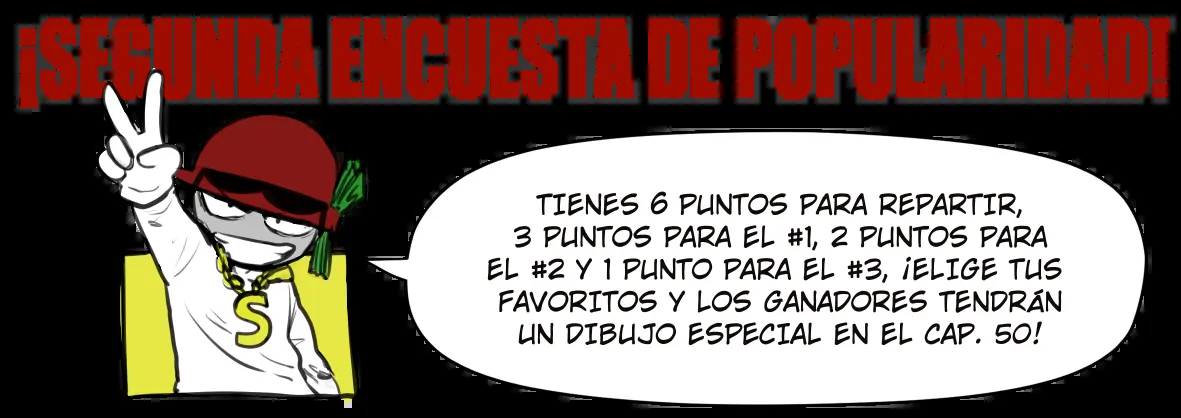 ¡SEGUNDA ENCUESTA DE POPULARIDAD!
TIENES 6 PUNTOS PARA REPARTIR,
3 PUNTOS PARA EL #1, 2 PUNTOS PARA
EL #2 Y 1 PUNTO PARA EL #3, ¡ELIGE TUS
FAVORITOS Y LOS GANADORES TENDRÁN
UN DIBUJO ESPECIAL EN EL CAP. 50!
S